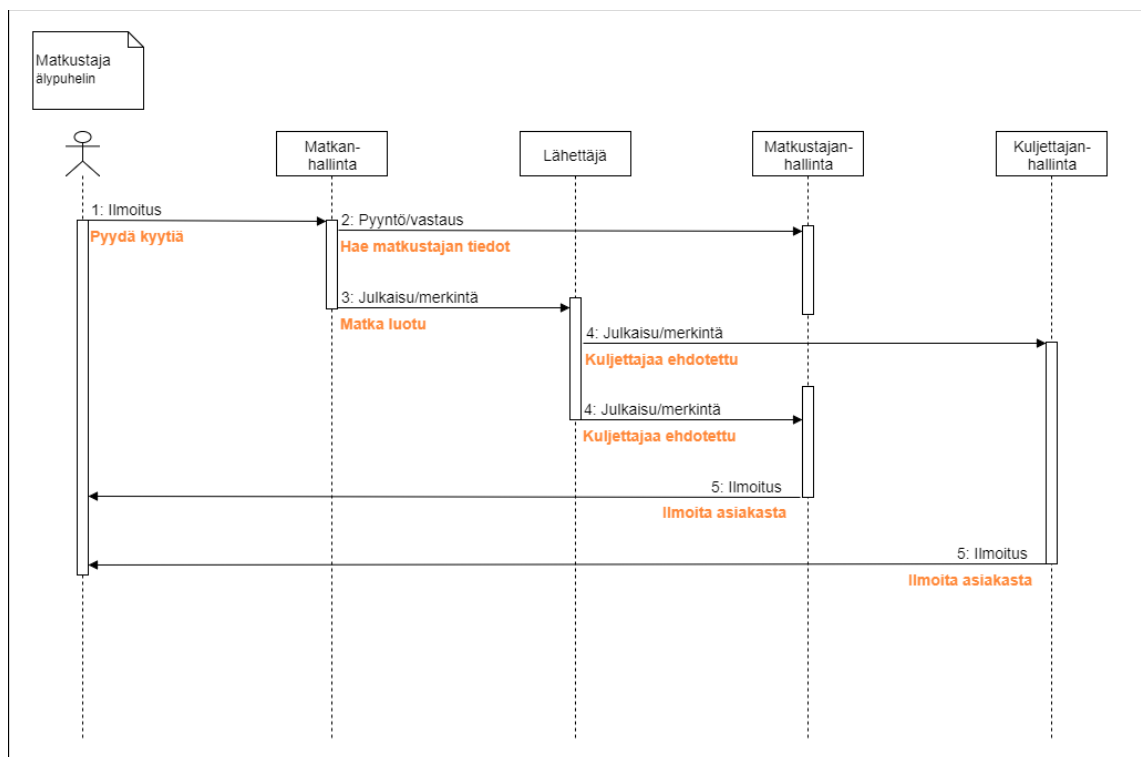 Matkustaja
älypuhelin
Matkan-
hallinta
Lähettäjä
Matkustajan-
hallinta
Kuljettajan-
hallinta
1: Ilmoitus
Pyydä kyytiä
2: Pyyntö/vastaus
Hae matkustajan tiedot
3: Julkaisu/merkintä
Matka luotu
4: Julkaisu/merkintä
Kuljettajaa ehdotettu
4: Julkaisu/merkintä
Kuljettajaa ehdotettu
5: Ilmoitus
Ilmoita asiakasta
5: Ilmoitus
Ilmoita asiakasta